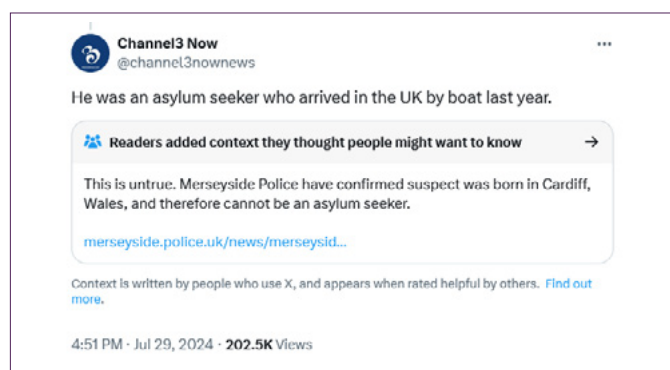 Channel3 Now
@channel3nownews
He was an asylum seeker who arrived in the UK by boat last year.
Readers added context they thought people might want to know
This is untrue. Merseyside Police have confirmed suspect was born in Cardiff,
Wales, and therefore cannot be an asylum seeker.
merseyside.police.uk/news/merseysid...
Context is written by people who use X, and appears when rated helpful by others. Find out
more.
4:51 PM · Jul 29, 2024 · 202.5K Views